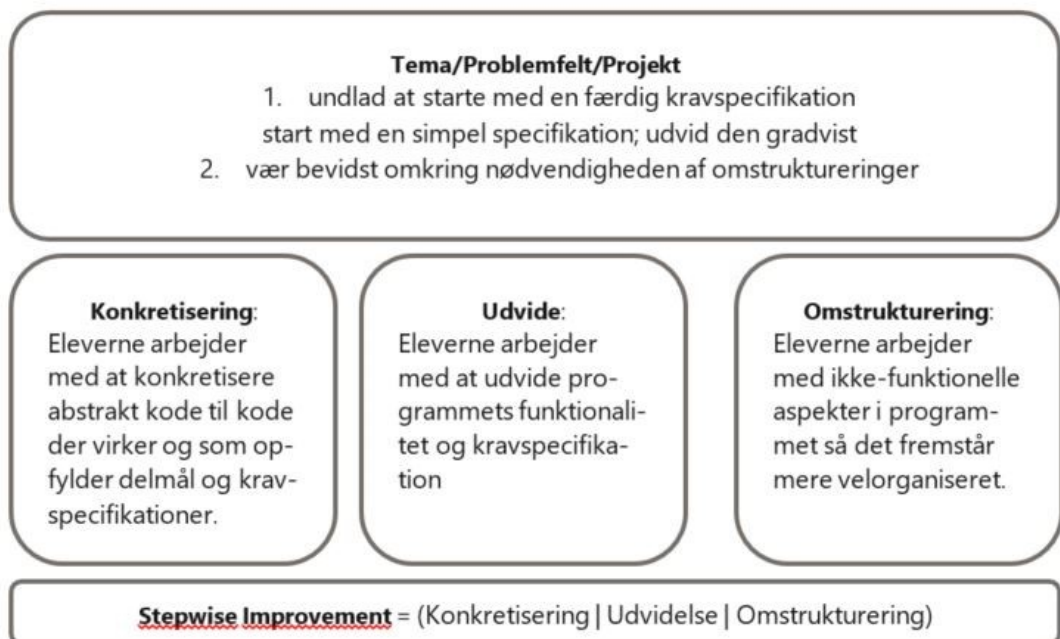 Tema/Problemfelt/Projekt
1. undlad at starte med en færdig kravspecifikation
start med en simpel specifikation; udvid den gradvist
2. vær bevidst omkring nødvendigheden af omstruktureringer
Konkretisering:
Eleverne arbejder
med at konkretisere
abstrakt kode til kode
der virker og som op-
fylder delmål og krav-
specifikationer.
Udvide:
Eleverne arbejder
med at udvide pro-
grammets funktionali-
tet og kravspecifika-
tion
Omstrukturering:
Eleverne arbejder
med ikke-funktionelle
aspekter i program-
met så det fremstår
mere velorganiseret.
Stepwise Improvement = (Konkretisering | Udvidelse | Omstrukturering)